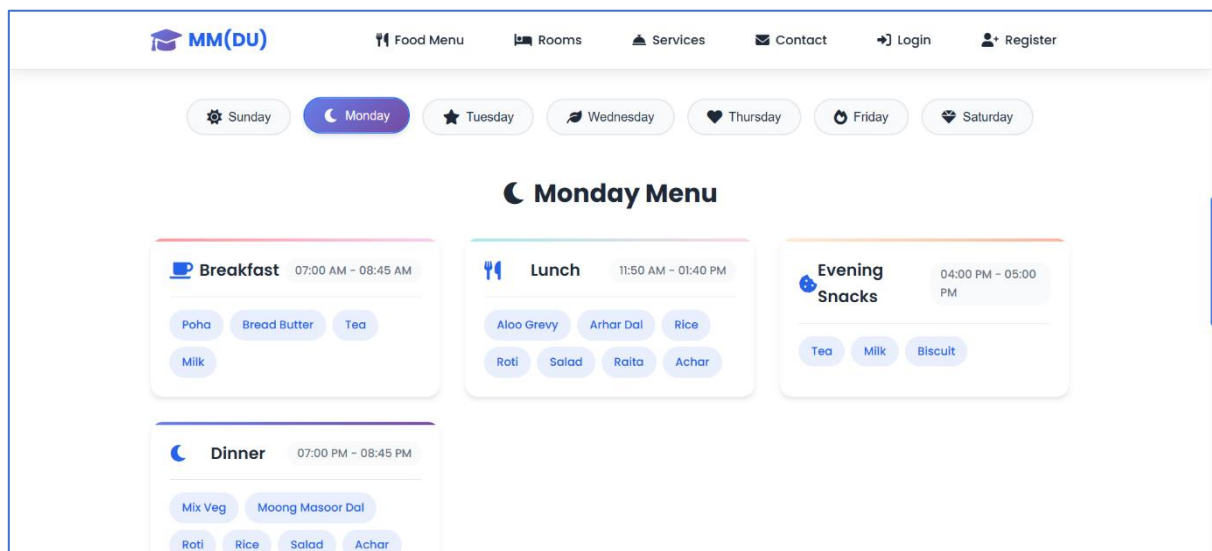 MM(DU) Food Menu Rooms Services Contact Login Register
Sunday Monday Tuesday Wednesday Thursday Friday Saturday
Monday Menu
Breakfast 07:00 AM - 08:45 AM
Poha Bread Butter Tea
Milk
Lunch 11:50 AM - 01:40 PM
Aloo Grevy Arhar Dal Rice
Roti Salad Raita Achar
Evening
Snacks
04:00 PM - 05:00
PM
Tea Milk Biscuit
Dinner 07:00 PM - 08:45 PM
Mix Veg Moong Masoor Dal
Roti Rice Salad Achar